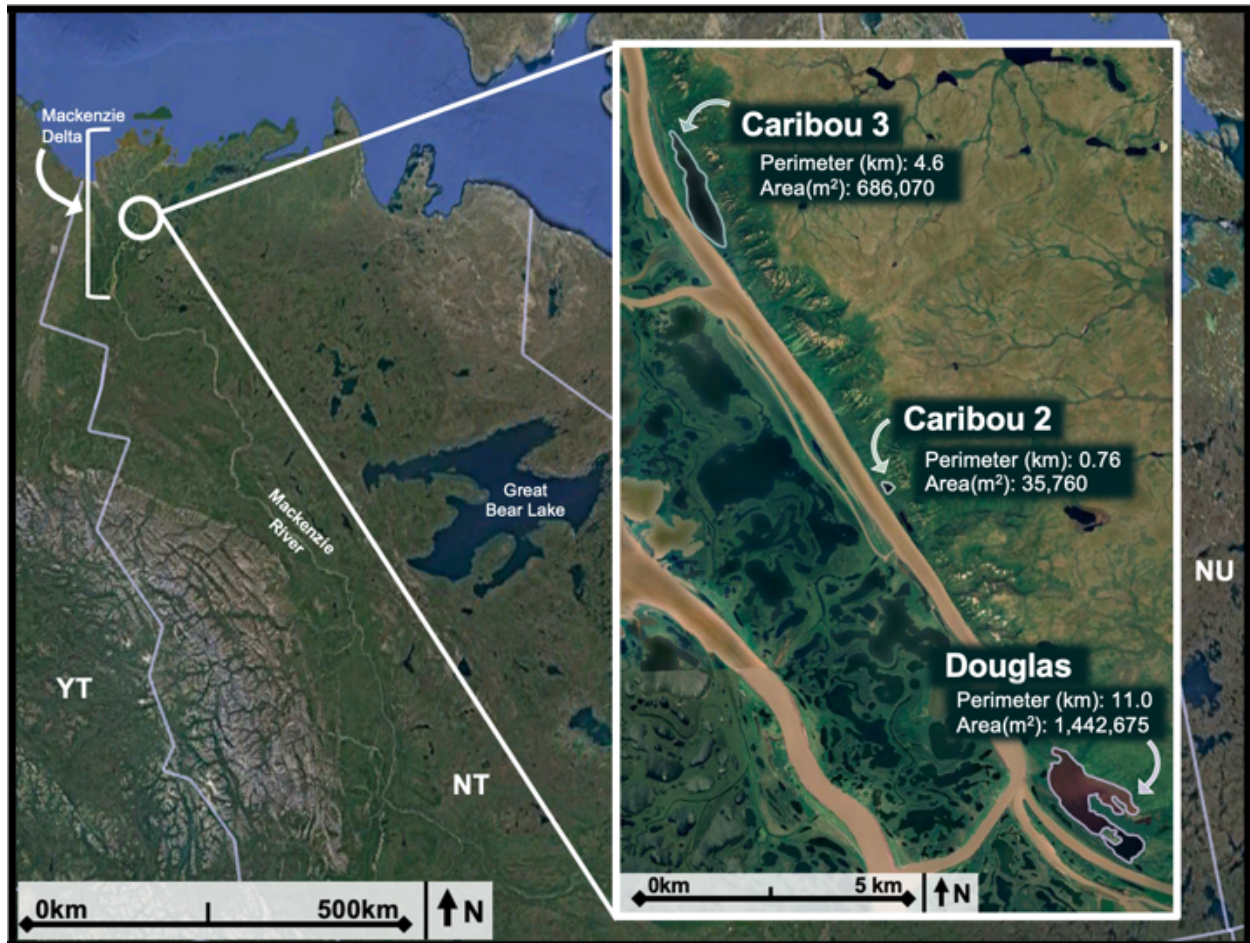 Mackenzie
Delta
Caribou 3
Perimeter (km): 4.6
Area(m²): 686,070
Caribou 2
Perimeter (km): 0.76
Area(m²): 35,760
Great
Bear Lake
Mackenzie
River
NU
Douglas
Perimeter (km): 11.0
Area(m²): 1,442,675
YT
NT
0km 5 km
N
0km 500km
N